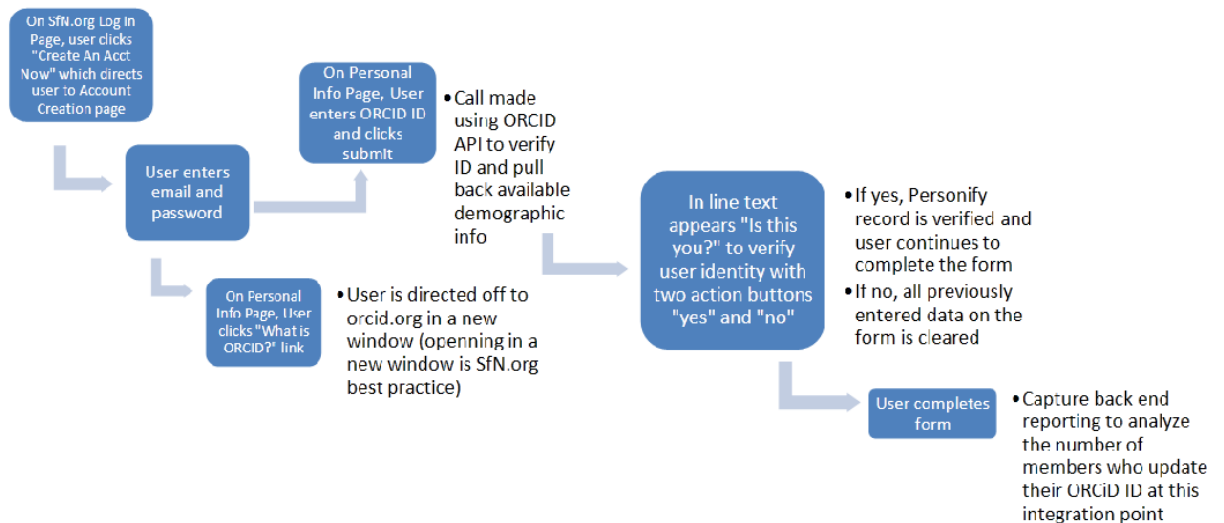 On SfN.org Log In
Page, user clicks
"Create An Acct
Now" which directs
user to Account
Creation page
User enters
email and
password
On Personal
Info Page, User
enters ORCID ID
and clicks
submit
•Call made
using ORCID
API to verify
ID and pull
back available
demographic
info
On Personal
Info Page, User
clicks "What is
ORCID?" link
•User is directed off to
orcid.org in a new
window (openning in
a new window is SfN.org
best practice)
In line text
appears "Is this
you?" to verify
user identity with
two action buttons
"yes" and "no"
•If yes, Personify
record is verified and
user continues to
complete the form
•If no, all previously
entered data on the
form is cleared
User completes
form
•Capture back end
reporting to analyze
the number of
members who update
their ORCiD ID at this
integration point